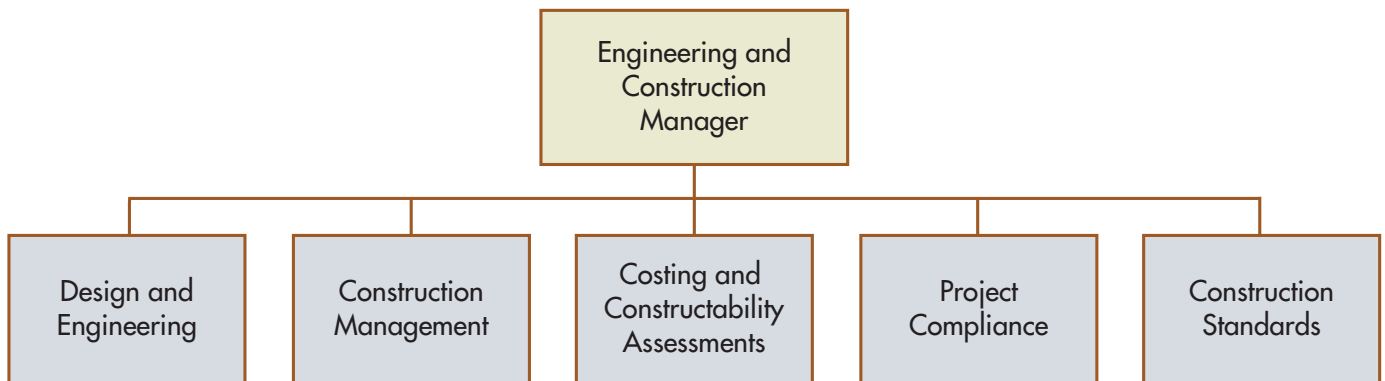 Engineering and
Construction
Manager
Design and
Engineering
Construction
Management
Costing and
Constructability
Assessments
Project
Compliance
Construction
Standards